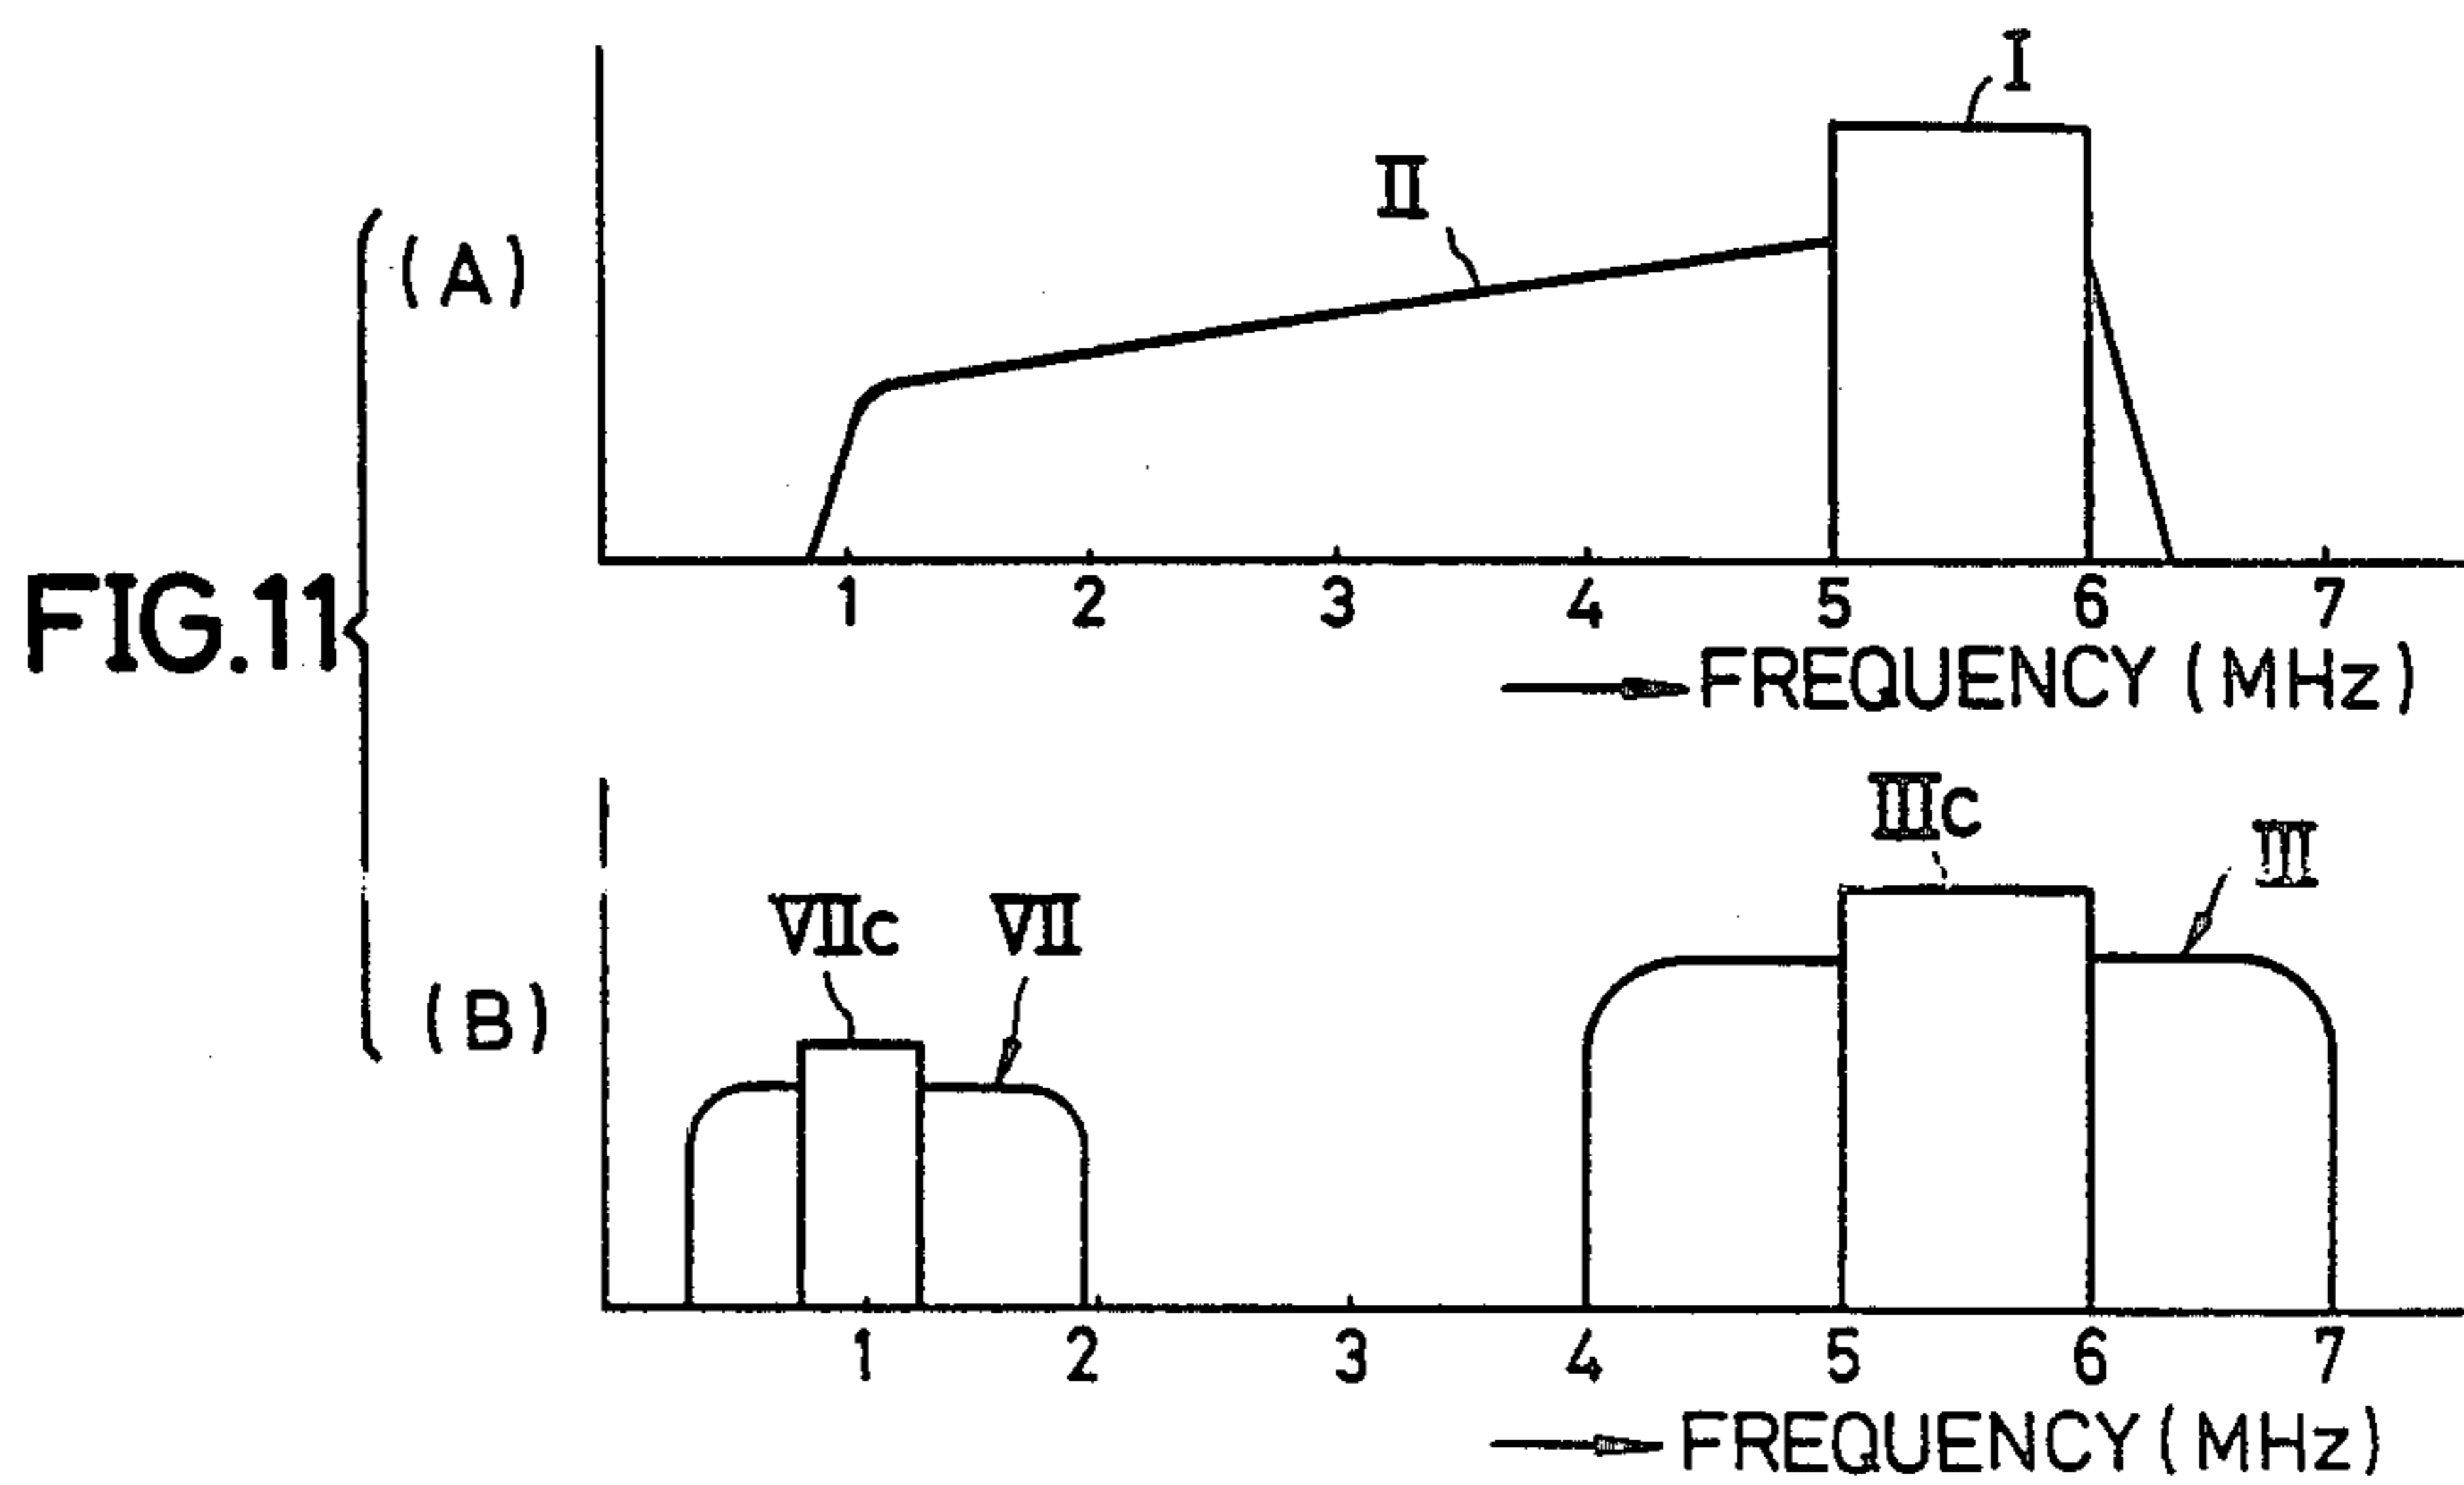 FIG.11
(A)
I
II
1 2 3 4 5 6 7
FREQUENCY (MHz)
(B)
VIIC VII IIIC III
1 2 3 4 5 6 7
FREQUENCY (MHz)